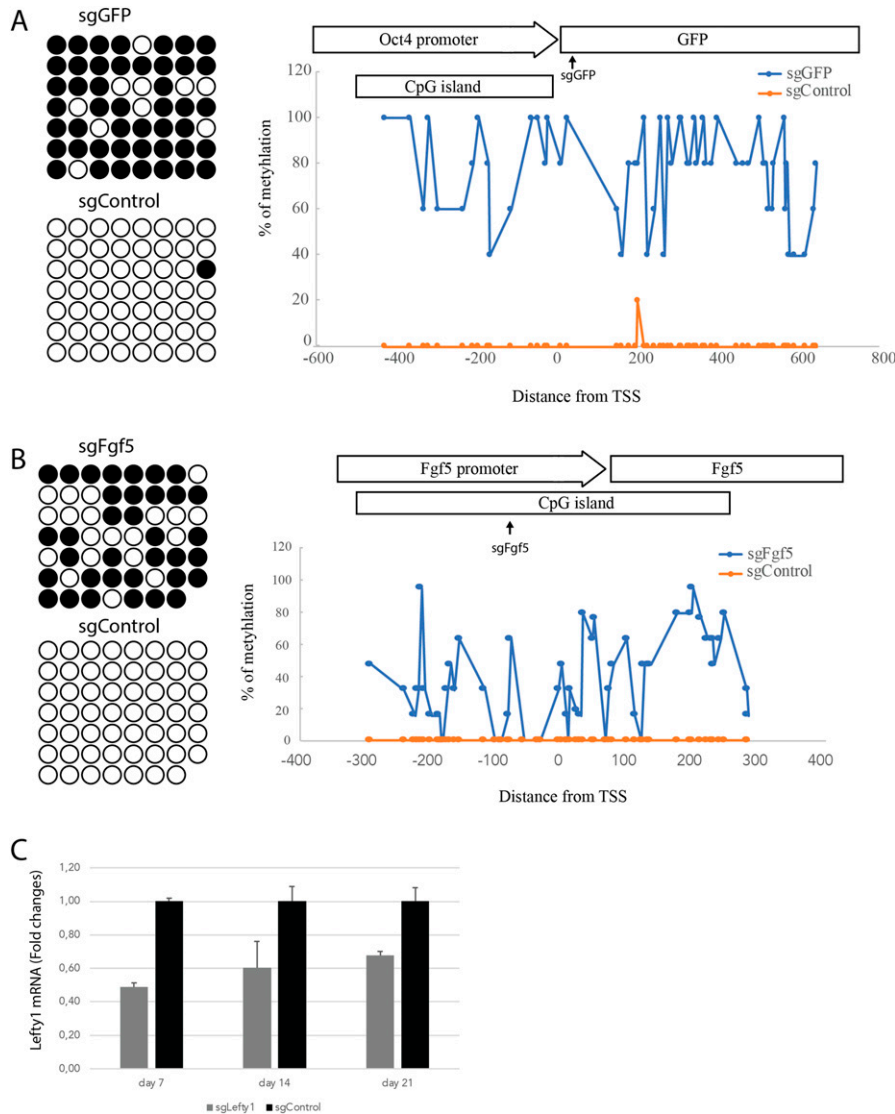 A
sgGFP
sgControl
Oct4 promoter
GFP
sgGFP
CpG island
sgGFP
sgControl
% of metyhlation
120
100
80
60
40
20
0
-600
-400
-200
0
200
400
600
800
Distance from TSS
B
sgFgf5
sgControl
Fgf5 promoter
Fgf5
CpG island
sgFgf5
sgFgf5
sgControl
% of metyhlation
120
100
80
60
40
20
0
-400
-300
-200
-100
0
100
200
300
400
Distance from TSS
C
Lefty1 mRNA (Fold changes)
1,20
1,00
0,80
0,60
0,40
0,20
0,00
day 7
day 14
day 21
sgLefty1
sgControl